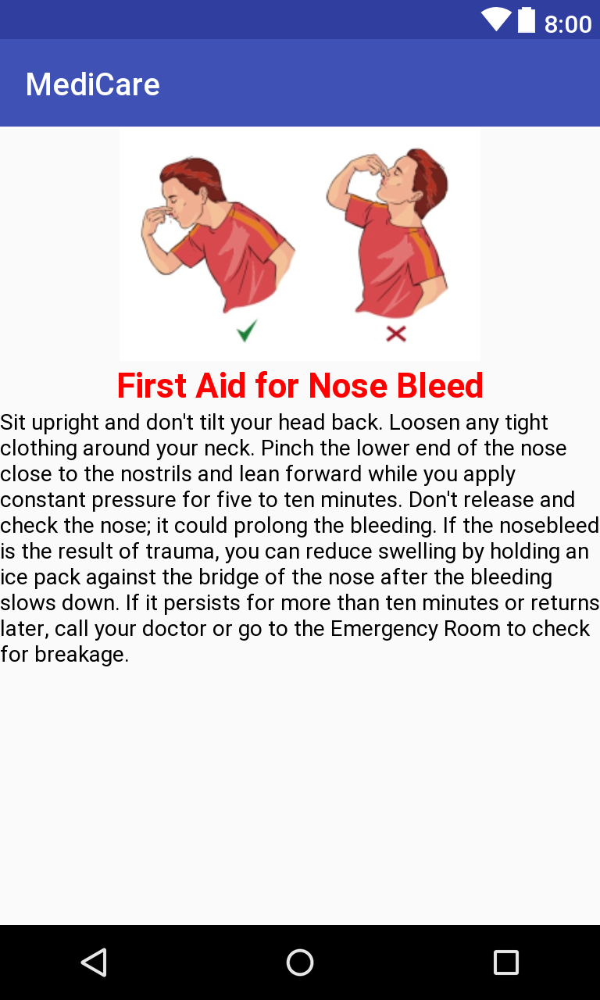 8:00
MediCare
First Aid for Nose Bleed
Sit upright and don't tilt your head back. Loosen any tight
clothing around your neck. Pinch the lower end of the nose
close to the nostrils and lean forward while you apply
constant pressure for five to ten minutes. Don't release and
check the nose; it could prolong the bleeding. If the nosebleed
is the result of trauma, you can reduce swelling by holding an
ice pack against the bridge of the nose after the bleeding
slows down. If it persists for more than ten minutes or returns
later, call your doctor or go to the Emergency Room to check
for breakage.